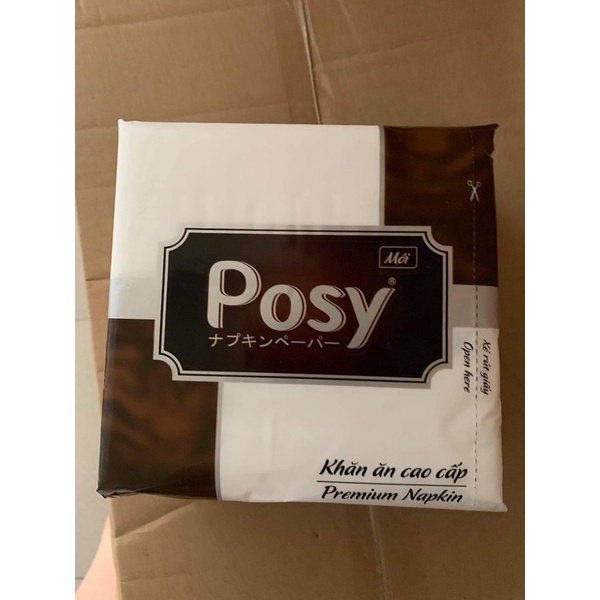 Mới
Posy®
ナプキンペーパー
Xé rút giấy
Open here
Khăn ăn cao cấp
Premium Napkin